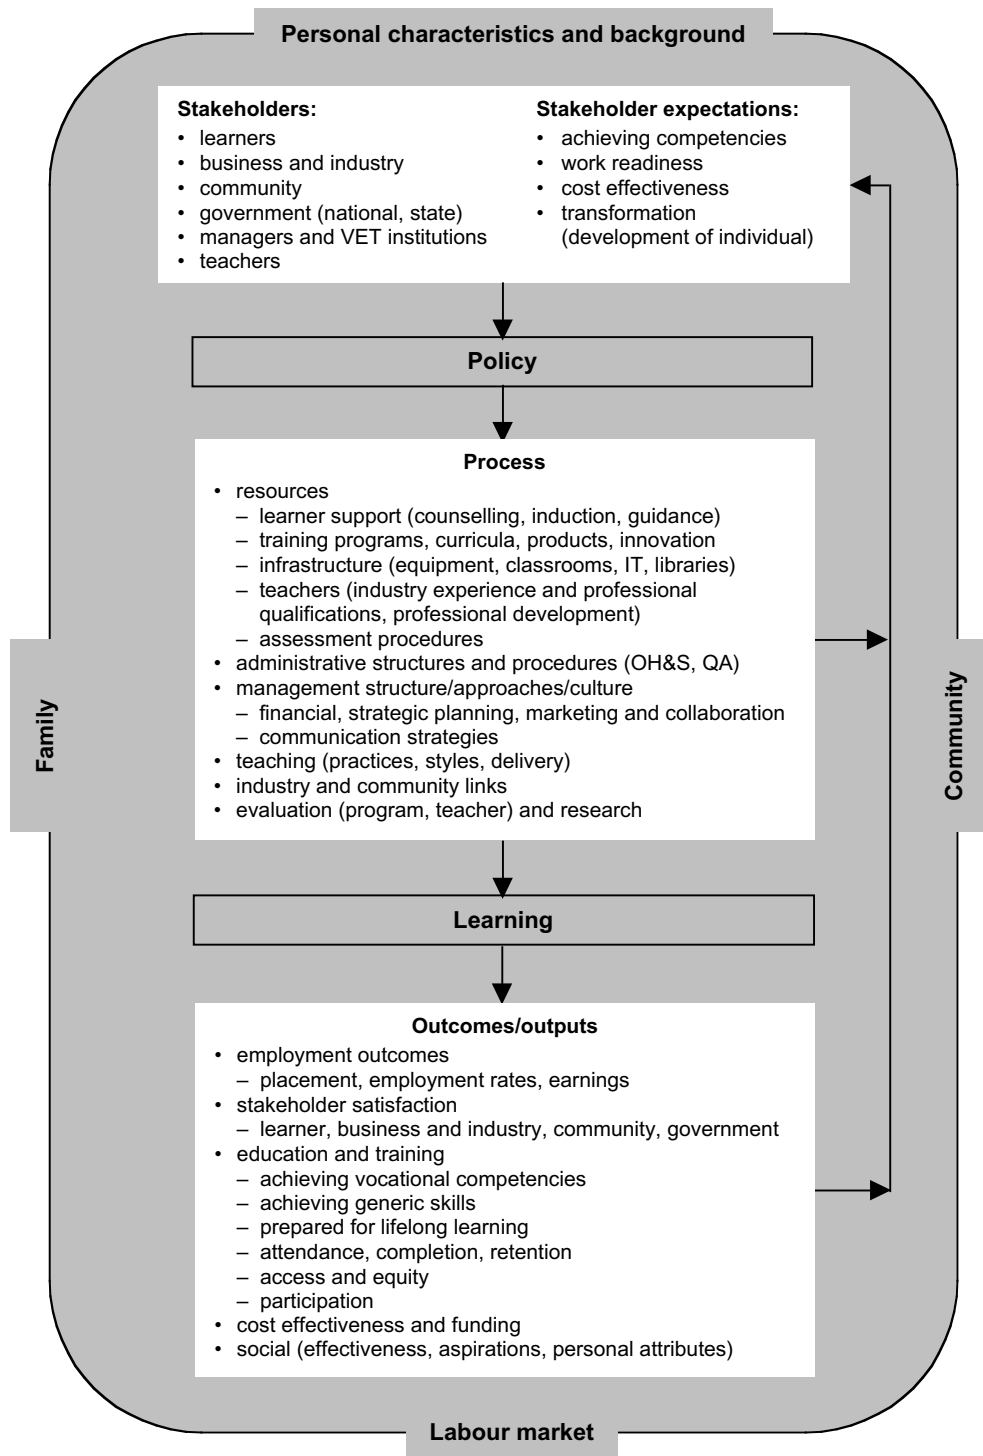 Personal characteristics and background
Stakeholders:
• learners
• business and industry
• community
• government (national, state)
• managers and VET institutions
• teachers
Stakeholder expectations:
• achieving competencies
• work readiness
• cost effectiveness
• transformation
(development of individual)
Policy
Process
• resources
– learner support (counselling, induction, guidance)
– training programs, curricula, products, innovation
– infrastructure (equipment, classrooms, IT, libraries)
– teachers (industry experience and professional
qualifications, professional development)
– assessment procedures
• administrative structures and procedures (OH&S, QA)
• management structure/approaches/culture
– financial, strategic planning, marketing and collaboration
– communication strategies
• teaching (practices, styles, delivery)
• industry and community links
• evaluation (program, teacher) and research
Family
Community
Learning
Outcomes/outputs
• employment outcomes
– placement, employment rates, earnings
• stakeholder satisfaction
– learner, business and industry, community, government
• education and training
– achieving vocational competencies
– achieving generic skills
– prepared for lifelong learning
– attendance, completion, retention
– access and equity
– participation
• cost effectiveness and funding
• social (effectiveness, aspirations, personal attributes)
Labour market